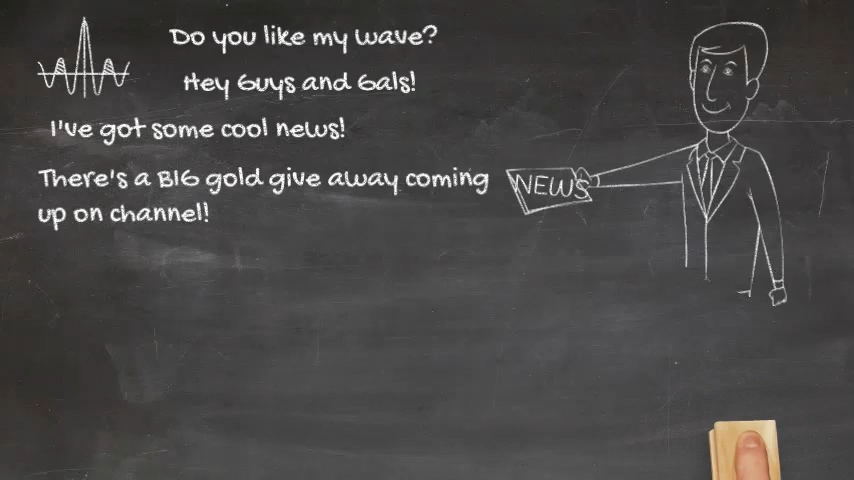 Do you like my wave?
Hey Guys and Gals!
I've got some cool news!
There's a BIG gold give away coming
up on channel!
NEWS